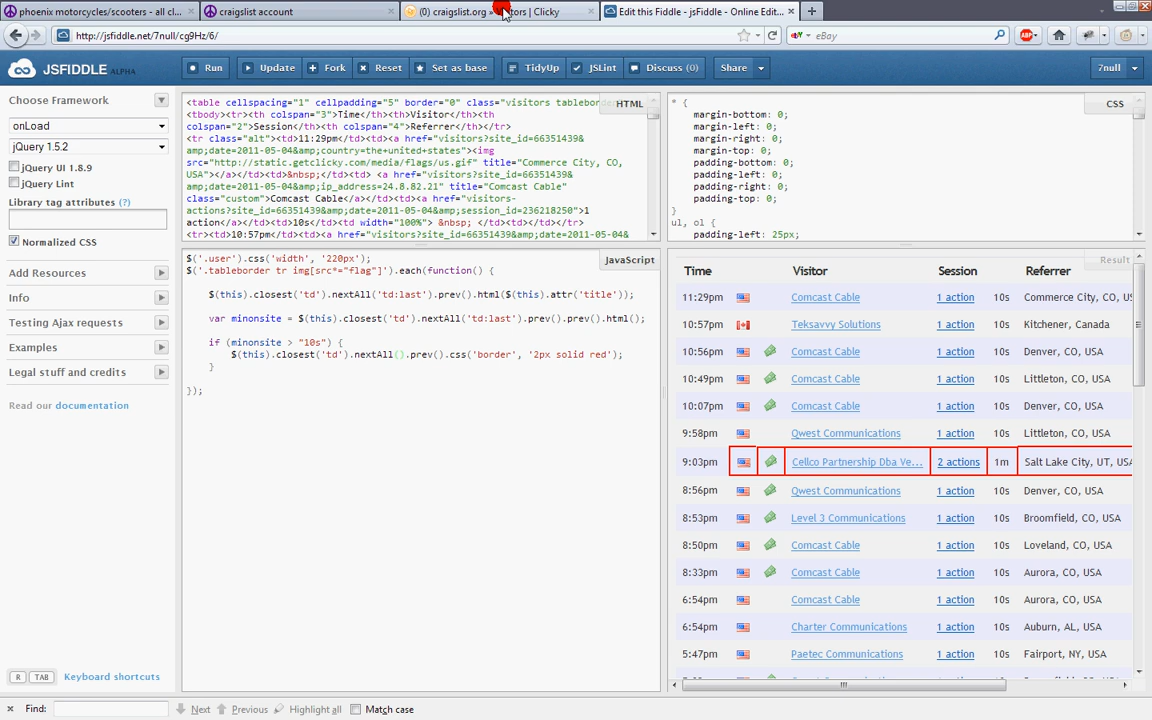 phoenix motorcycles/scooters - all cl...
craigslist account
(0) craigslist.org » Visitors | Clicky
Edit this Fiddle - jsFiddle - Online Edit...
http://jsfiddle.net/7null/cg9Hz/6/
eBay
JSFIDDLE ALPHA
Run
Update
Fork
Reset
Set as base
TidyUp
JSLint
Discuss (0)
Share
7null
Choose Framework
onLoad
jQuery 1.5.2
jQuery UI 1.8.9
jQuery Lint
Library tag attributes (?)
Normalized CSS
Add Resources
Info
Testing Ajax requests
Examples
Legal stuff and credits
Read our documentation
R TAB Keyboard shortcuts
HTML
<table cellspacing="1" cellpadding="5" border="0" class="visitors tablebord
<tbody><tr><th colspan="3">Time</th><th>Visitor</th><th
colspan="2">Session</th><th colspan="4">Referrer</th></tr>
<tr class="alt"><td>11:29pm</td><td><a href="visitors?site_id=66351439&
amp;date=2011-05-04&amp;country=the+united+states"><img
src="http://static.getclicky.com/media/flags/us.gif" title="Commerce City, CO,
USA"></a></td><td>&nbsp;</td><td> <a href="visitors?site_id=66351439&
amp;date=2011-05-04&amp;ip_address=24.8.82.21" title="Comcast Cable"
class="custom">Comcast Cable</a></td><td><a href="visitors-
actions?site_id=66351439&amp;date=2011-05-04&amp;session_id=236218250">1
action</a></td><td>10s</td><td width="100%"> &nbsp; </td><td></td></tr>
<tr><td>10:57pm</td><td><a href="visitors?site_id=66351439&amp;date=2011-05-04&
CSS
* {
margin-bottom: 0;
margin-left: 0;
margin-right: 0;
margin-top: 0;
padding-bottom: 0;
padding-left: 0;
padding-right: 0;
padding-top: 0;
}
ul, ol {
padding-left: 25px;
JavaScript
$('.user').css('width', '220px');
$('.tableborder tr img[src*="flag"]').each(function() {
$(this).closest('td').nextAll('td:last').prev().html($(this).attr('title'));
var minonsite = $(this).closest('td').nextAll('td:last').prev().prev().html();
if (minonsite > "10s") {
$(this).closest('td').nextAll().prev().css('border', '2px solid red');
}
});
Result
Time Visitor Session Referrer
11:29pm Comcast Cable 1 action 10s Commerce City, CO, US
10:57pm Teksavvy Solutions 1 action 10s Kitchener, Canada
10:56pm Comcast Cable 1 action 10s Denver, CO, USA
10:49pm Comcast Cable 1 action 10s Littleton, CO, USA
10:07pm Comcast Cable 1 action 10s Denver, CO, USA
9:58pm Qwest Communications 1 action 10s Littleton, CO, USA
9:03pm Cellco Partnership Dba Ve... 2 actions 1m Salt Lake City, UT, USA
8:56pm Qwest Communications 1 action 10s Denver, CO, USA
8:53pm Level 3 Communications 1 action 10s Broomfield, CO, USA
8:50pm Comcast Cable 1 action 10s Loveland, CO, USA
8:33pm Comcast Cable 1 action 10s Aurora, CO, USA
6:54pm Comcast Cable 1 action 10s Aurora, CO, USA
6:54pm Charter Communications 1 action 10s Auburn, AL, USA
5:47pm Paetec Communications 1 action 10s Fairport, NY, USA
Find: Next Previous Highlight all Match case